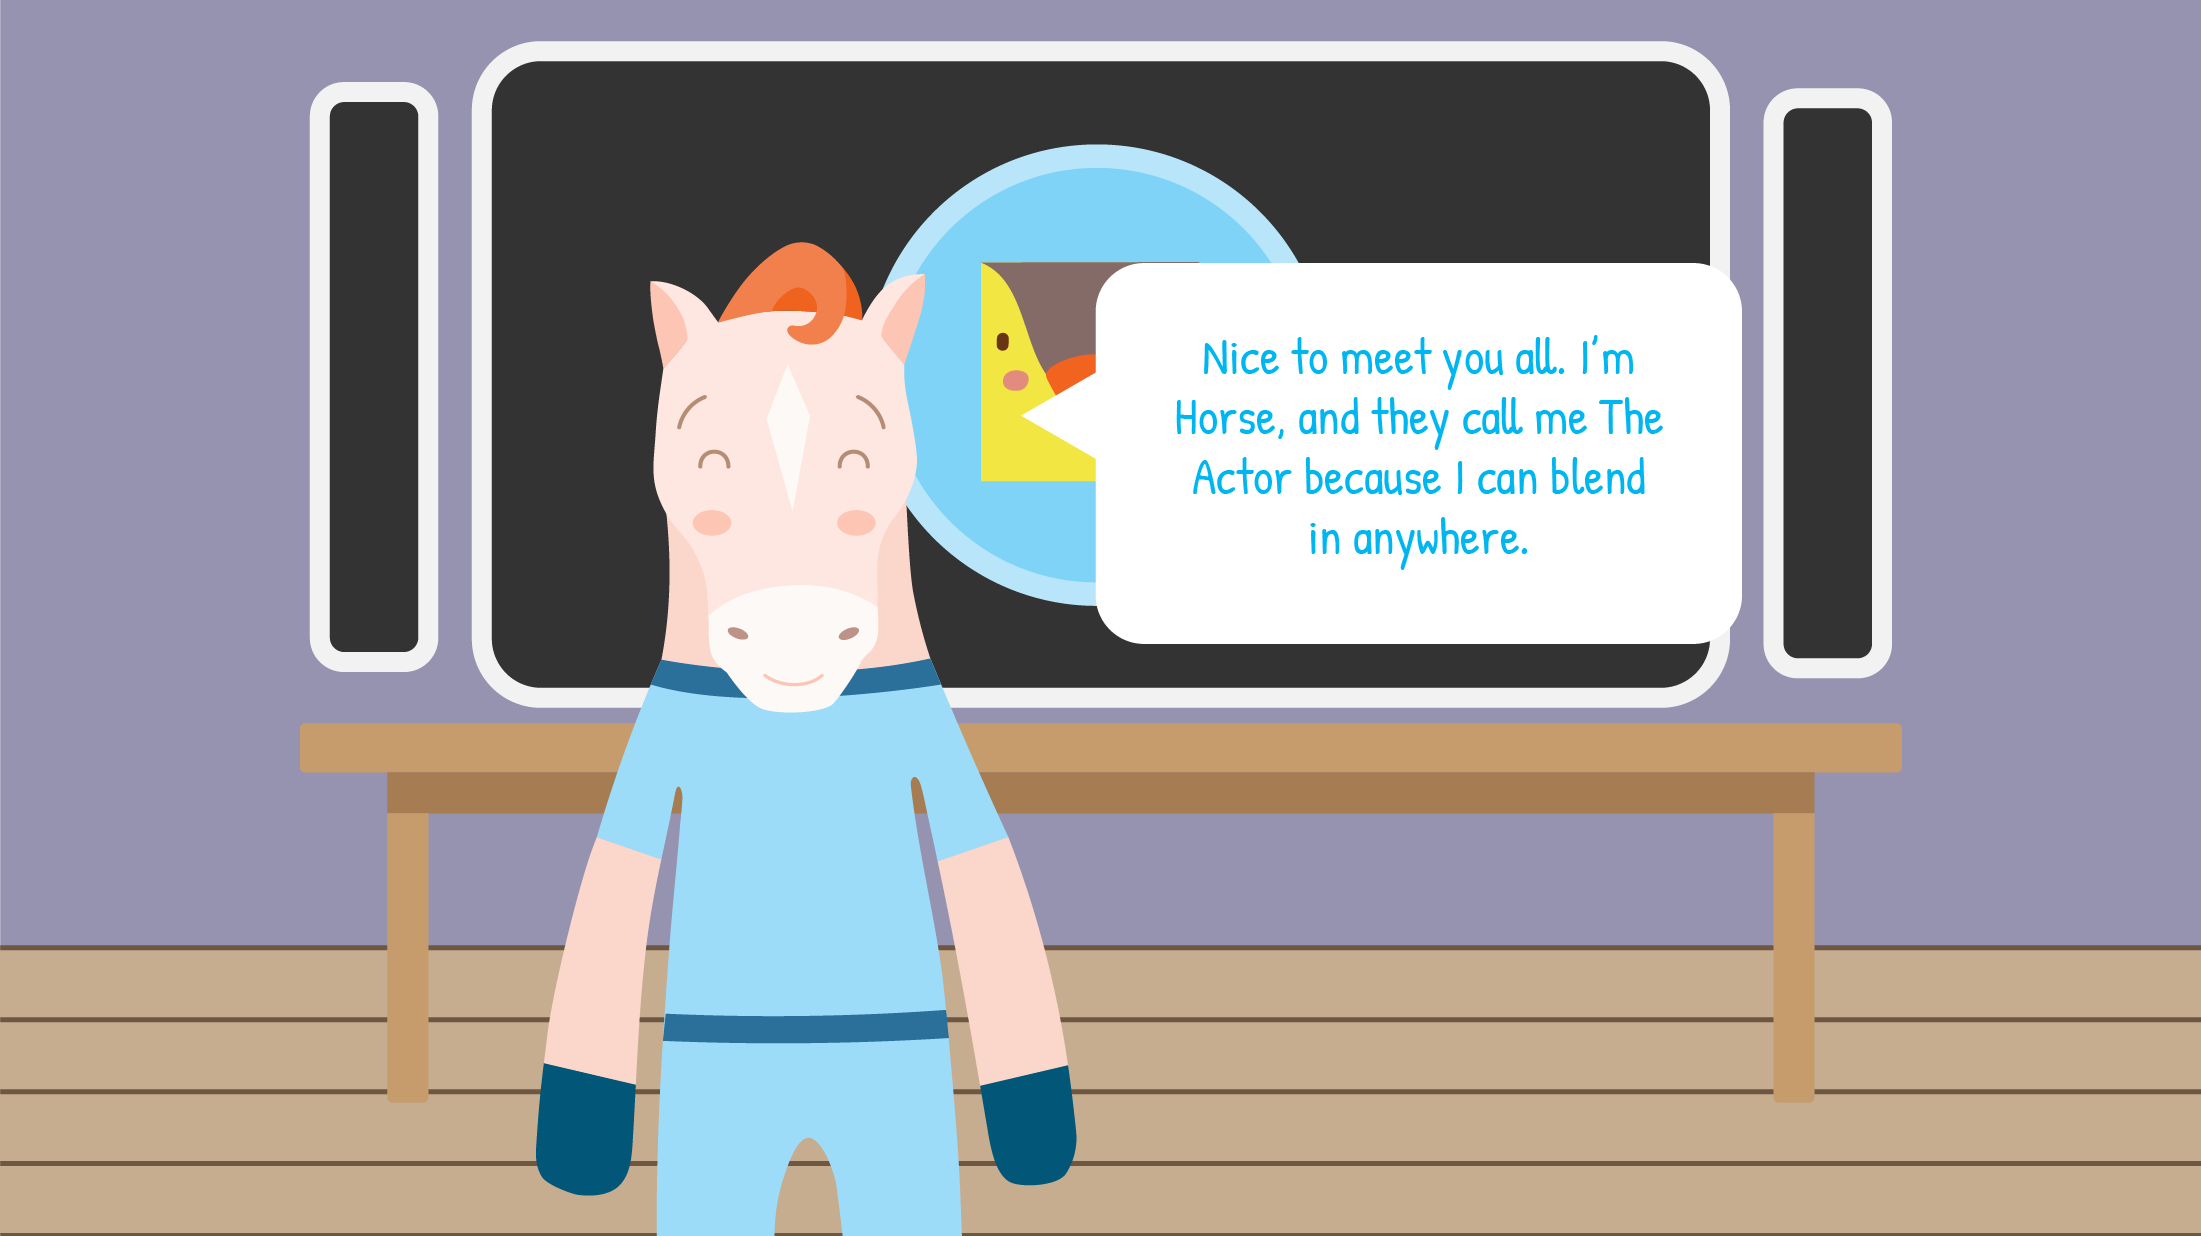 Nice to meet you all. I'm
Horse, and they call me The
Actor because I can blend
in anywhere.